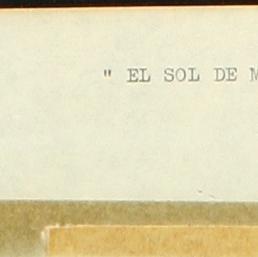 " EL SOL DE M